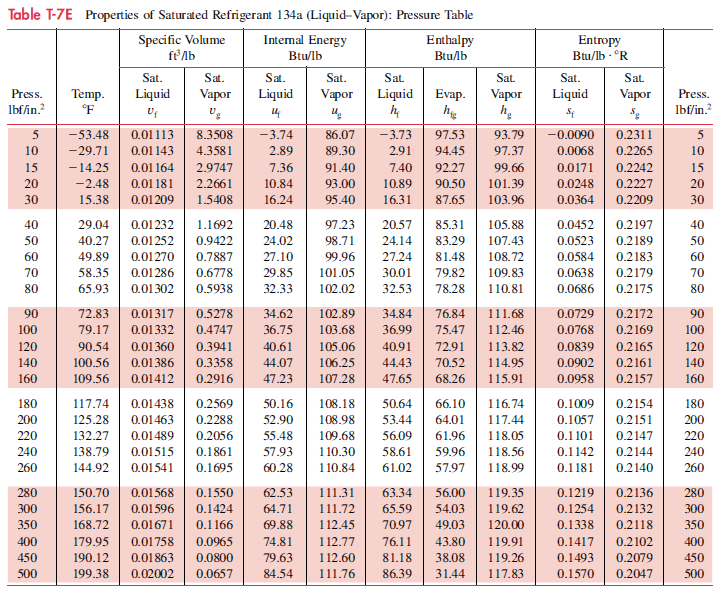 Table T-7E Properties of Saturated Refrigerant 134a (Liquid–Vapor): Pressure Table
Specific Volume Internal Energy Enthalpy Entropy
ft³/lb Btu/lb Btu/lb Btu/lb · °R
Sat. Sat. Sat. Sat. Sat. Sat. Sat. Sat.
Press. Temp. Liquid Vapor Liquid Vapor Liquid Evap. Vapor Liquid Vapor Press.
lbf/in.² °F vf vg uf ug hf hfg hg sf sg lbf/in.²
5 −53.48 0.01113 8.3508 −3.74 86.07 −3.73 97.53 93.79 −0.0090 0.2311 5
10 −29.71 0.01143 4.3581 2.89 89.30 2.91 94.45 97.37 0.0068 0.2265 10
15 −14.25 0.01164 2.9747 7.36 91.40 7.40 92.27 99.66 0.0171 0.2242 15
20 −2.48 0.01181 2.2661 10.84 93.00 10.89 90.50 101.39 0.0248 0.2227 20
30 15.38 0.01209 1.5408 16.24 95.40 16.31 87.65 103.96 0.0364 0.2209 30
40 29.04 0.01232 1.1692 20.48 97.23 20.57 85.31 105.88 0.0452 0.2197 40
50 40.27 0.01252 0.9422 24.02 98.71 24.14 83.29 107.43 0.0523 0.2189 50
60 49.89 0.01270 0.7887 27.10 99.96 27.24 81.48 108.72 0.0584 0.2183 60
70 58.35 0.01286 0.6778 29.85 101.05 30.01 79.82 109.83 0.0638 0.2179 70
80 65.93 0.01302 0.5938 32.33 102.02 32.53 78.28 110.81 0.0686 0.2175 80
90 72.83 0.01317 0.5278 34.62 102.89 34.84 76.84 111.68 0.0729 0.2172 90
100 79.17 0.01332 0.4747 36.75 103.68 36.99 75.47 112.46 0.0768 0.2169 100
120 90.54 0.01360 0.3941 40.61 105.06 40.91 72.91 113.82 0.0839 0.2165 120
140 100.56 0.01386 0.3358 44.07 106.25 44.43 70.52 114.95 0.0902 0.2161 140
160 109.56 0.01412 0.2916 47.23 107.28 47.65 68.26 115.91 0.0958 0.2157 160
180 117.74 0.01438 0.2569 50.16 108.18 50.64 66.10 116.74 0.1009 0.2154 180
200 125.28 0.01463 0.2288 52.90 108.98 53.44 64.01 117.44 0.1057 0.2151 200
220 132.27 0.01489 0.2056 55.48 109.68 56.09 61.96 118.05 0.1101 0.2147 220
240 138.79 0.01515 0.1861 57.93 110.30 58.61 59.96 118.56 0.1142 0.2144 240
260 144.92 0.01541 0.1695 60.28 110.84 61.02 57.97 118.99 0.1181 0.2140 260
280 150.70 0.01568 0.1550 62.53 111.31 63.34 56.00 119.35 0.1219 0.2136 280
300 156.17 0.01596 0.1424 64.71 111.72 65.59 54.03 119.62 0.1254 0.2132 300
350 168.72 0.01671 0.1166 69.88 112.45 70.97 49.03 120.00 0.1338 0.2118 350
400 179.95 0.01758 0.0965 74.81 112.77 76.11 43.80 119.91 0.1417 0.2102 400
450 190.12 0.01863 0.0800 79.63 112.60 81.18 38.08 119.26 0.1493 0.2079 450
500 199.38 0.02002 0.0657 84.54 111.76 86.39 31.44 117.83 0.1570 0.2047 500